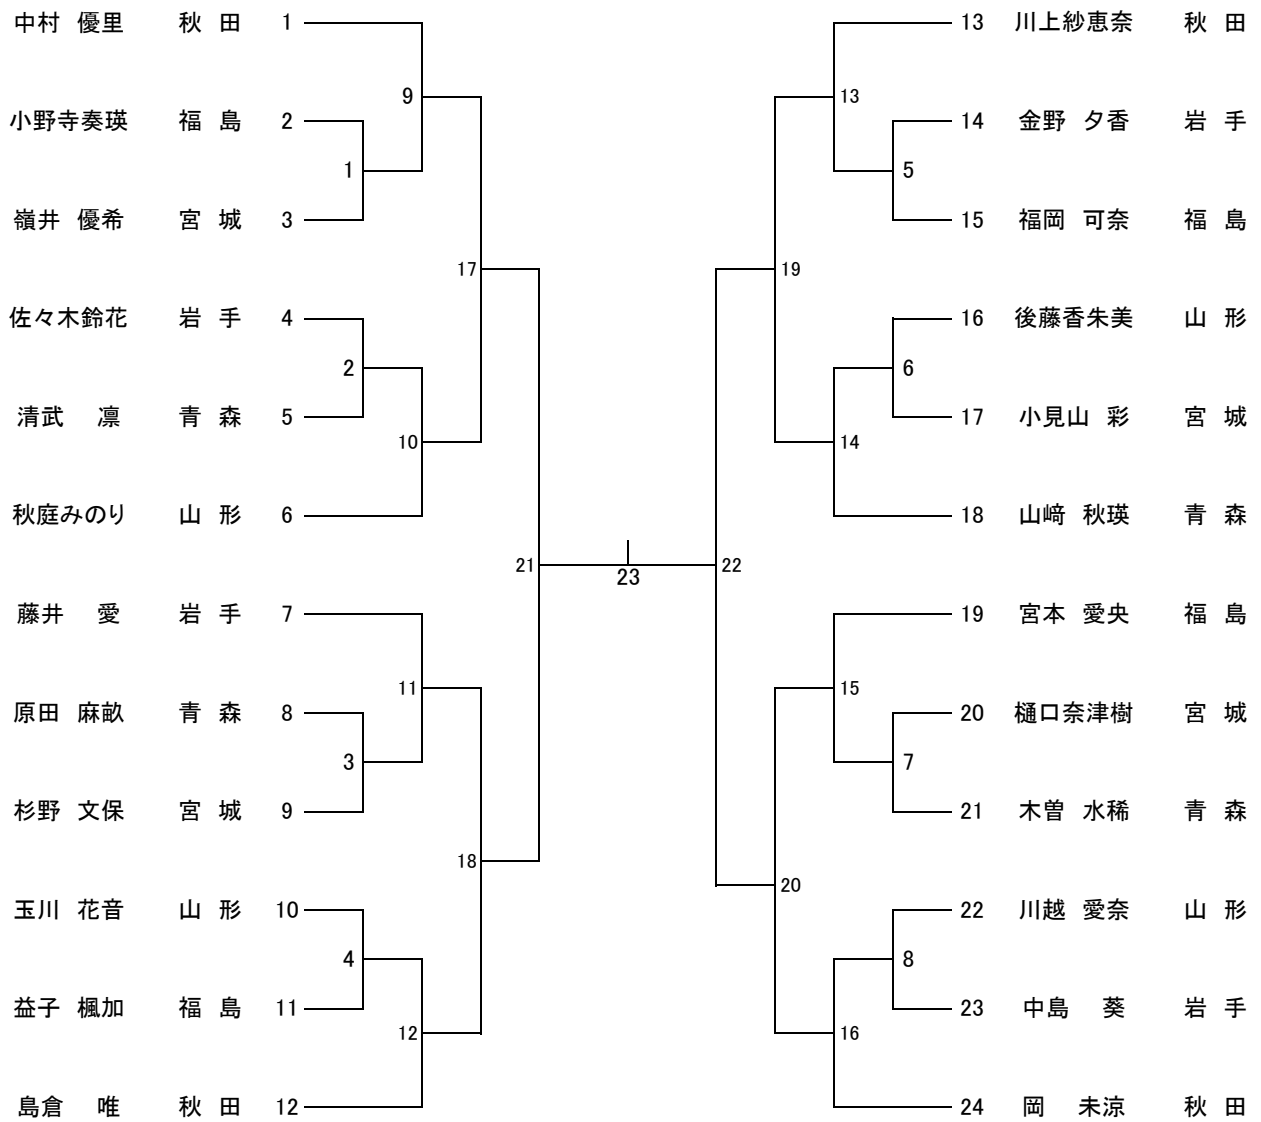 中村 優里 秋 田 1
9
小野寺奏瑛 福 島 2
1
嶺井 優希 宮 城 3
17
佐々木鈴花 岩 手 4
2
清武 凛 青 森 5
10
秋庭みのり 山 形 6
21
藤井 愛 岩 手 7
11
原田 麻畝 青 森 8
3
杉野 文保 宮 城 9
18
玉川 花音 山 形 10
4
益子 楓加 福 島 11
12
島倉 唯 秋 田 12
23
13 川上紗恵奈 秋 田
13
14 金野 夕香 岩 手
5
15 福岡 可奈 福 島
19
16 後藤香朱美 山 形
6
17 小見山 彩 宮 城
14
18 山﨑 秋瑛 青 森
22
19 宮本 愛央 福 島
15
20 樋口奈津樹 宮 城
7
21 木曽 水稀 青 森
20
22 川越 愛奈 山 形
8
23 中島 葵 岩 手
16
24 岡 未涼 秋 田